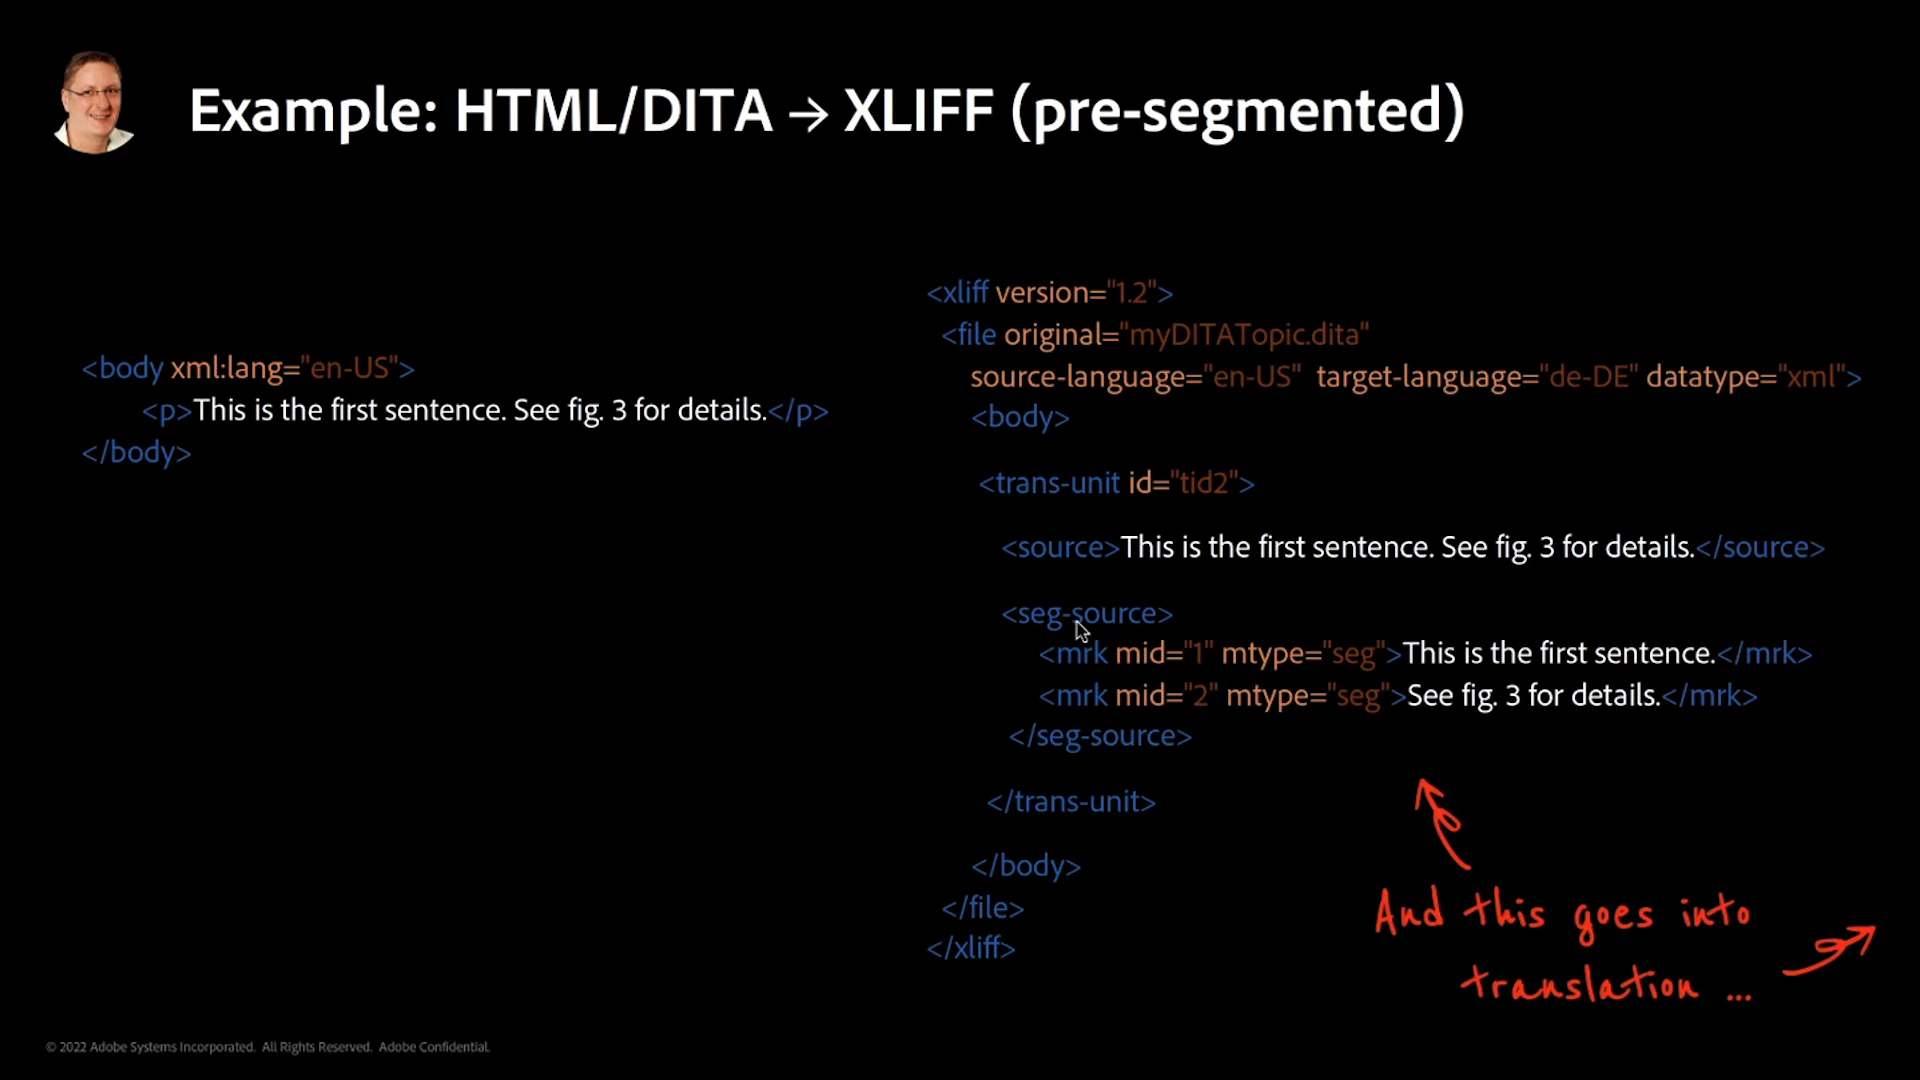 Example: HTML/DITA → XLIFF (pre-segmented)
<body xml:lang="en-US">
<p>This is the first sentence. See fig. 3 for details.</p>
</body>
<xliff version="1.2">
<file original="myDITATopic.dita"
source-language="en-US" target-language="de-DE" datatype="xml">
<body>
<trans-unit id="tid2">
<source>This is the first sentence. See fig. 3 for details.</source>
<seg-source>
<mrk mid="1" mtype="seg">This is the first sentence.</mrk>
<mrk mid="2" mtype="seg">See fig. 3 for details.</mrk>
</seg-source>
</trans-unit>
</body>
</file>
</xliff>
And this goes into
translation ...
© 2022 Adobe Systems Incorporated. All Rights Reserved. Adobe Confidential.